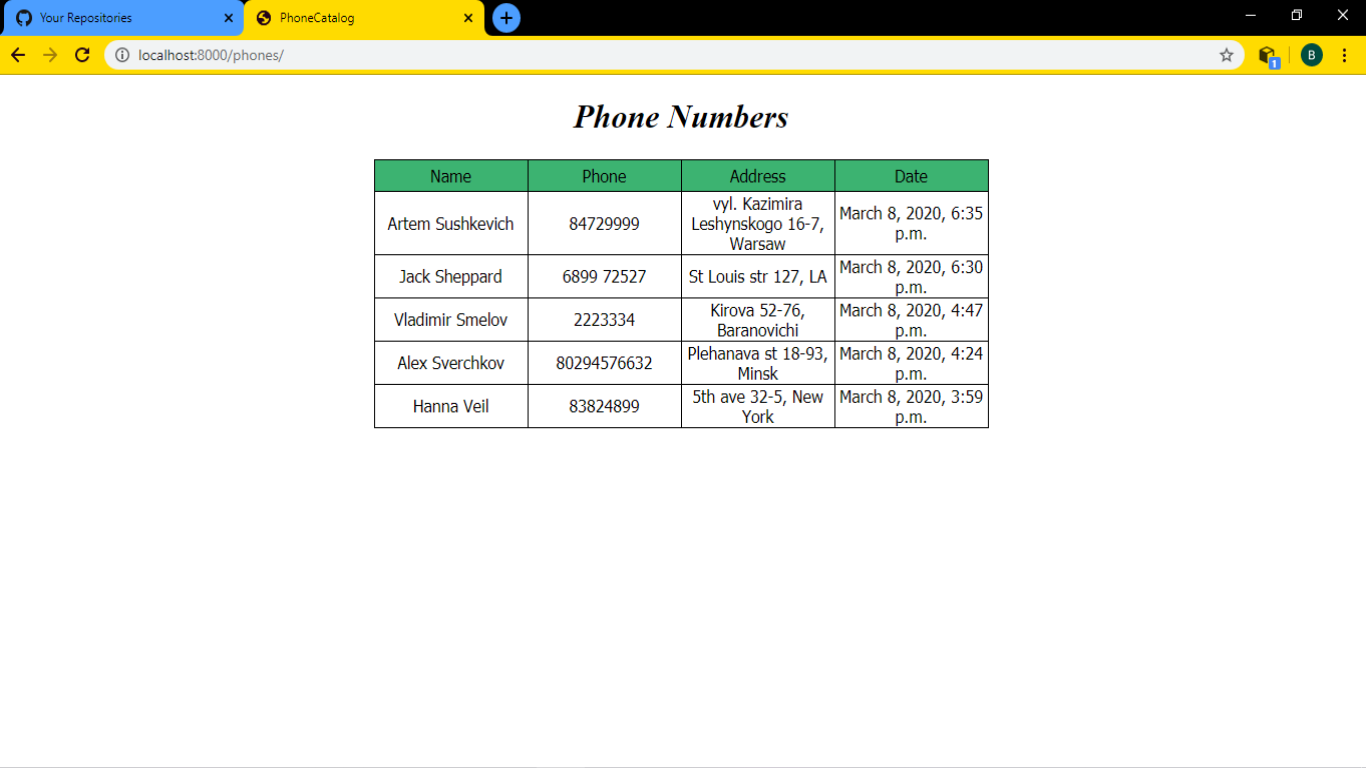 Your Repositories
PhoneCatalog
localhost:8000/phones/
1
B
Phone Numbers
Name Phone Address Date
Artem Sushkevich
84729999
vyl. Kazimira
Leshynskogo 16-7,
Warsaw
March 8, 2020, 6:35
p.m.
Jack Sheppard
6899 72527
St Louis str 127, LA
March 8, 2020, 6:30
p.m.
Vladimir Smelov
2223334
Kirova 52-76,
Baranovichi
March 8, 2020, 4:47
p.m.
Alex Sverchkov
80294576632
Plehanava st 18-93,
Minsk
March 8, 2020, 4:24
p.m.
Hanna Veil
83824899
5th ave 32-5, New
York
March 8, 2020, 3:59
p.m.